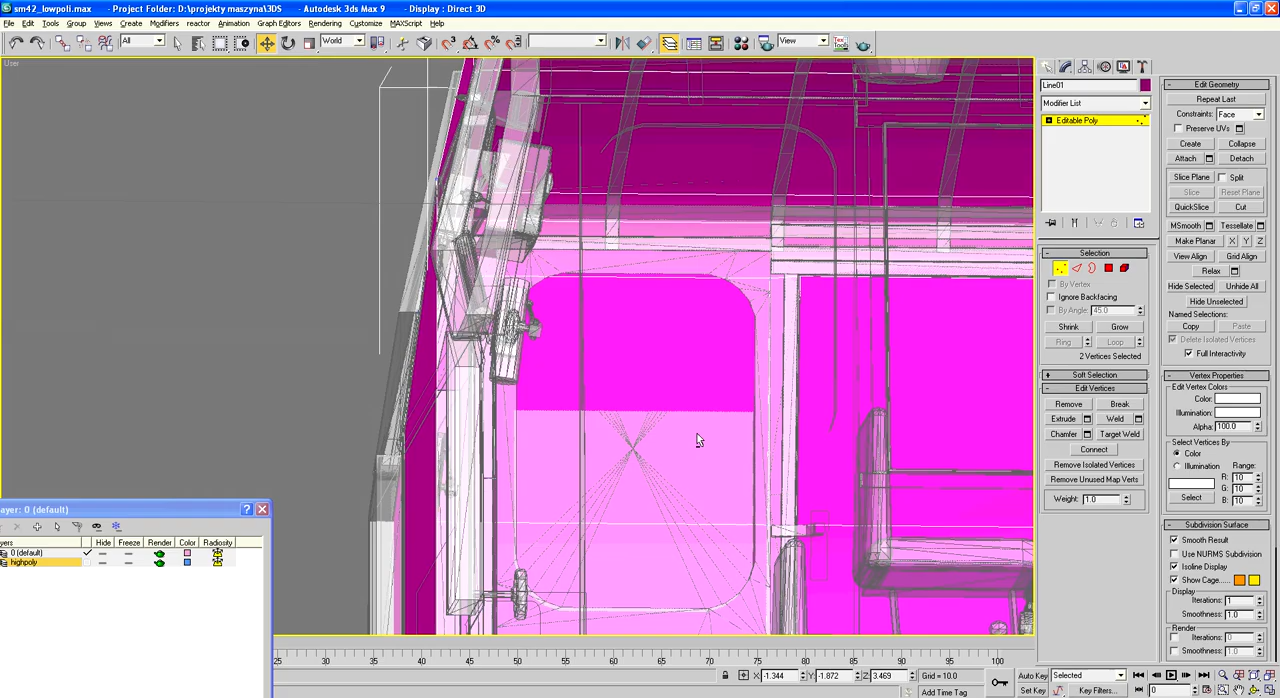 sm42_lowpoli.max - Project Folder: D:\projekty maszyna\3DS - Autodesk 3ds Max 9 - Display : Direct 3D
File Edit Tools Group Views Create Modifiers reactor Animation Graph Editors Rendering Customize MAXScript Help
All World View
User
Line01
Modifier List
Editable Poly
Selection
By Vertex
Ignore Backfacing
By Angle: 45.0
Shrink Grow
Ring Loop
2 Vertices Selected
Soft Selection
Edit Vertices
Remove Break
Extrude Weld
Chamfer Target Weld
Connect
Remove Isolated Vertices
Remove Unused Map Verts
Weight: 1.0
Edit Geometry
Repeat Last
Constraints: Face
Preserve UVs
Create Collapse
Attach Detach
Slice Plane Split
Slice Reset Plane
QuickSlice Cut
MSmooth Tessellate
Make Planar X Y Z
View Align Grid Align
Relax
Hide Selected Unhide All
Hide Unselected
Named Selections:
Copy Paste
Delete Isolated Vertices
Full Interactivity
Vertex Properties
Edit Vertex Colors
Color:
Illumination:
Alpha: 100.0
Select Vertices By
Color
Illumination Range:
R: 10
G: 10
B: 10
Select
Subdivision Surface
Smooth Result
Use NURMS Subdivision
Isoline Display
Show Cage......
Display
Iterations: 1
Smoothness: 1.0
Render
Iterations: 0
Smoothness: 1.0
ayer: 0 (default)
ayers Hide Freeze Render Color Radiosity
0 (default)
highpoly
25 35 40 45 50 55 60 65 70 75 80 85 90 95 100
X: -1.344 Y: -1.872 Z: 3.469 Grid = 10.0
Add Time Tag
Auto Key Selected
Set Key Key Filters...